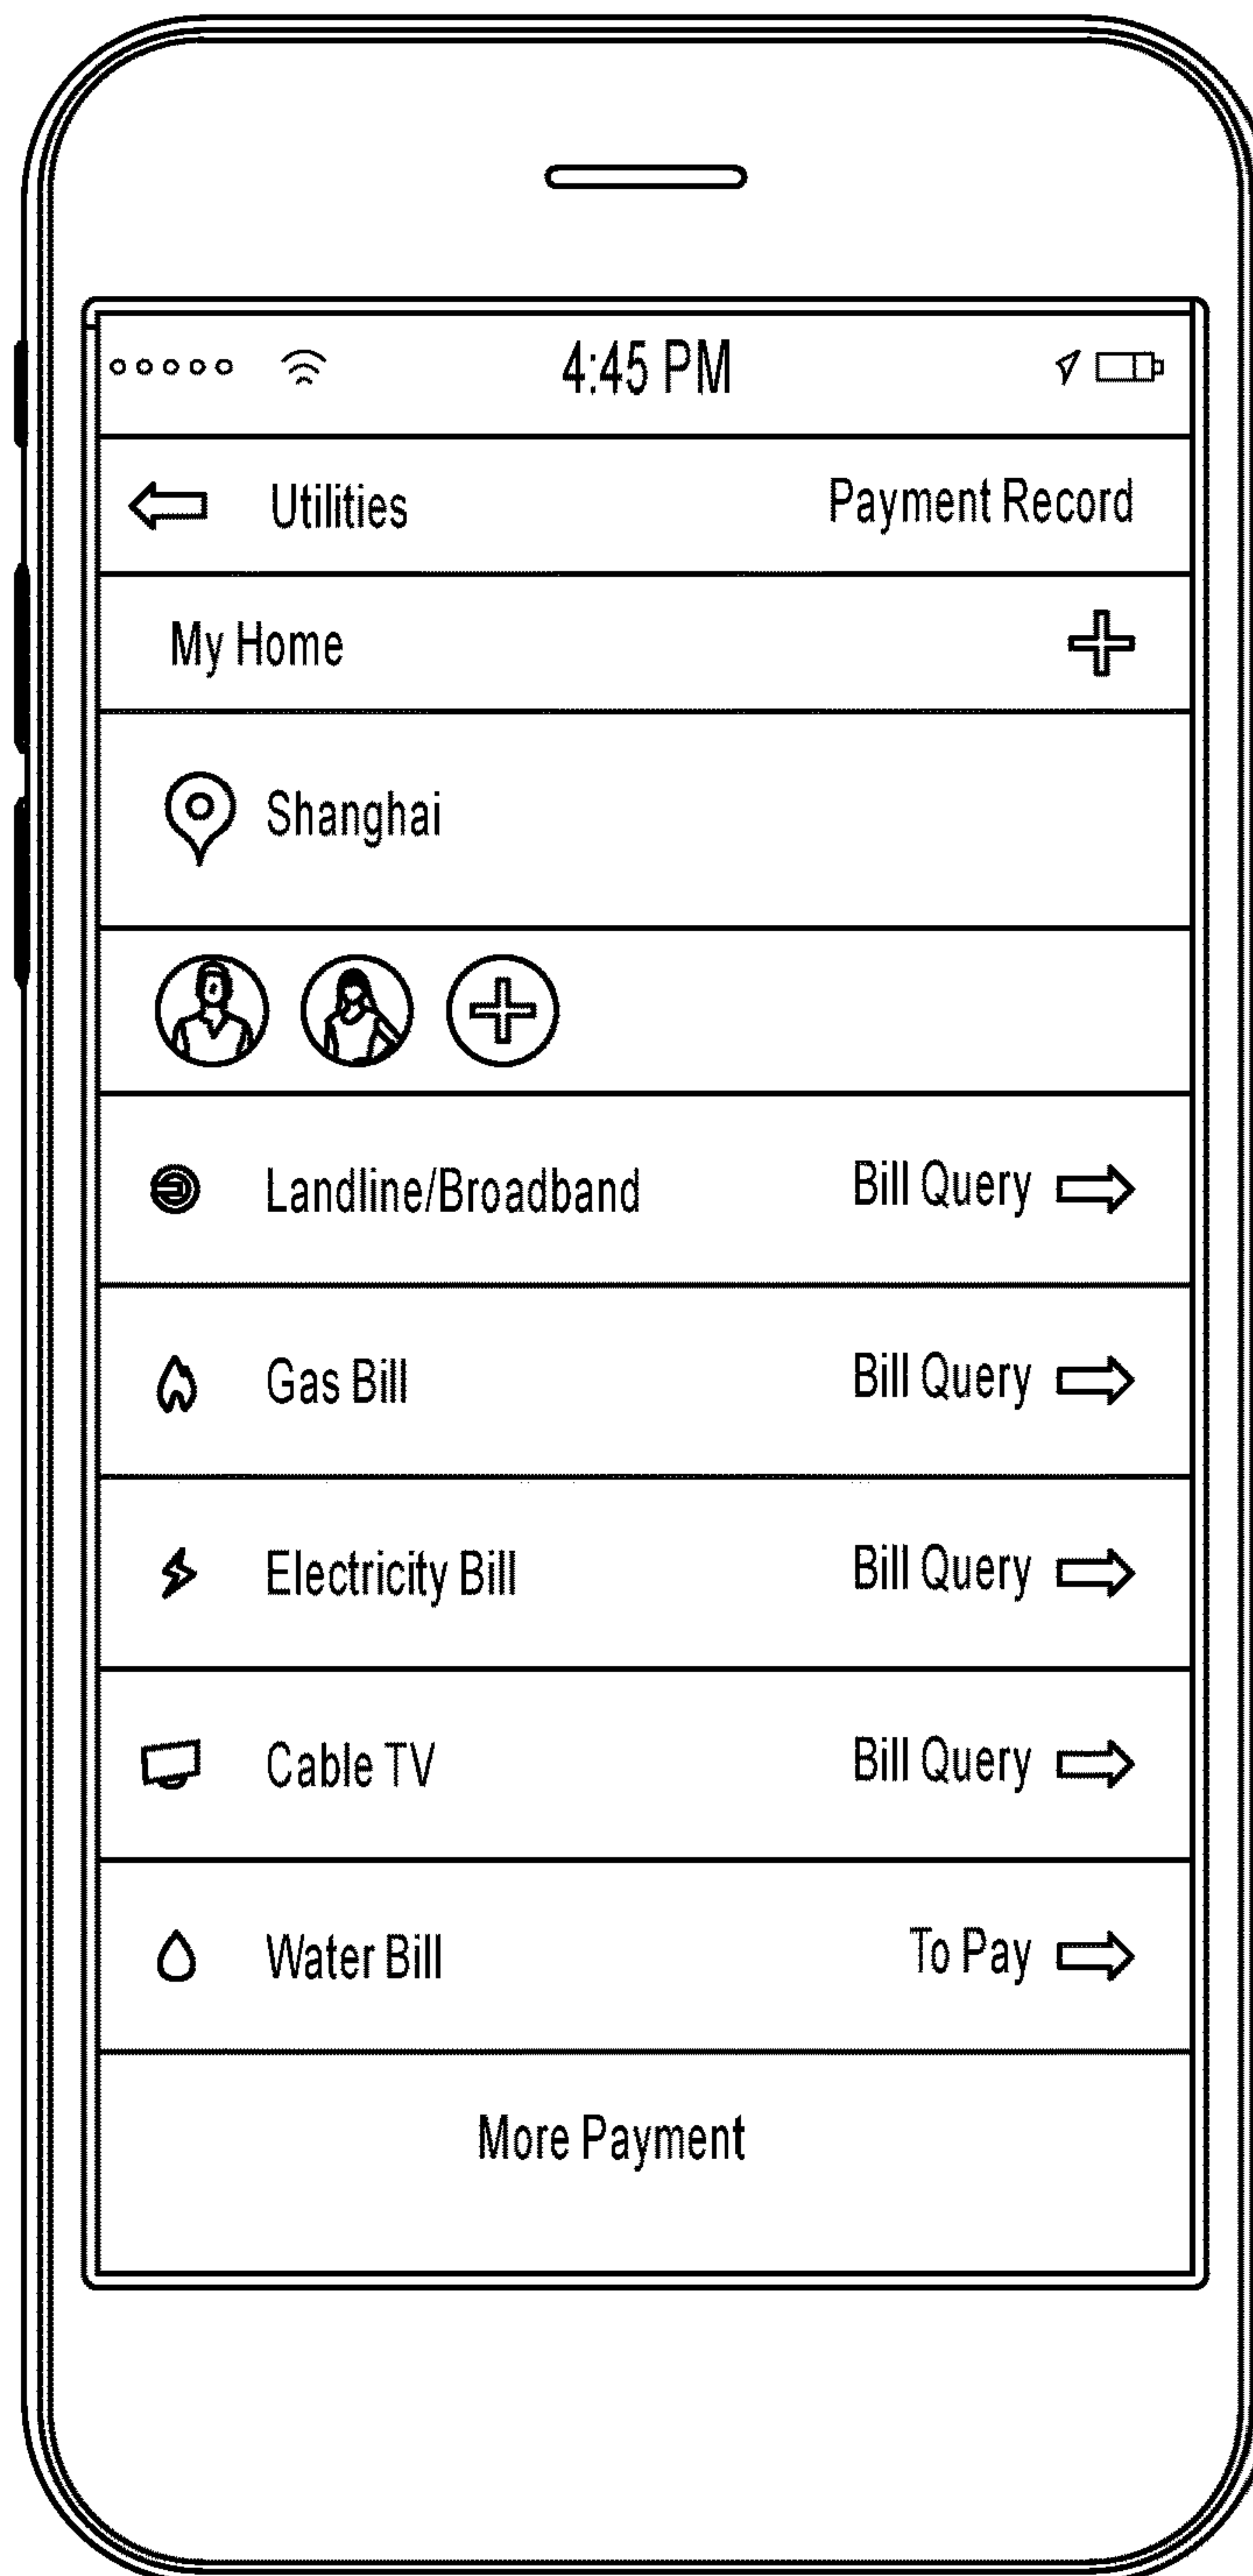 4:45 PM
Utilities Payment Record
My Home
Shanghai
Landline/Broadband Bill Query
Gas Bill Bill Query
Electricity Bill Bill Query
Cable TV Bill Query
Water Bill To Pay
More Payment